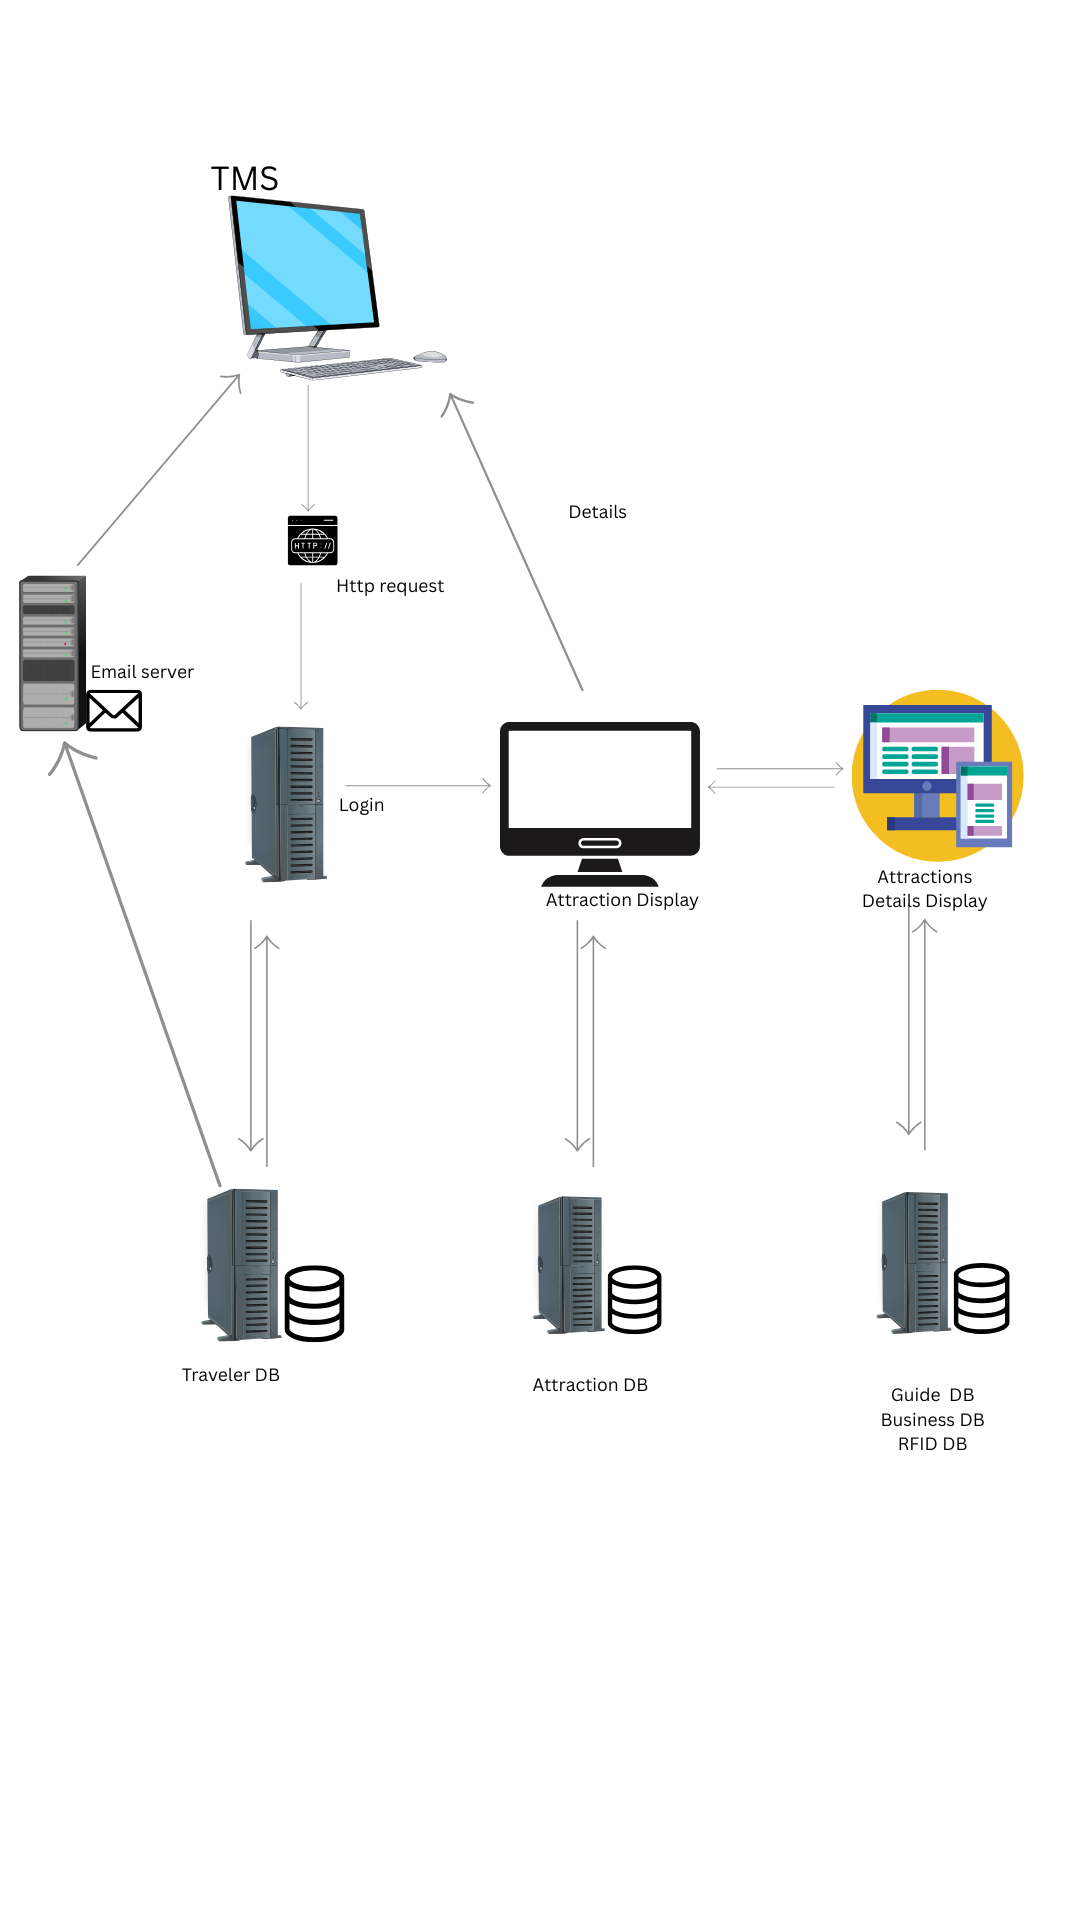 TMS
Details
HTTP://
Http request
Email server
Login
Attraction Display
Attractions
Details Display
Traveler DB
Attraction DB
Guide  DB
Business DB
RFID DB